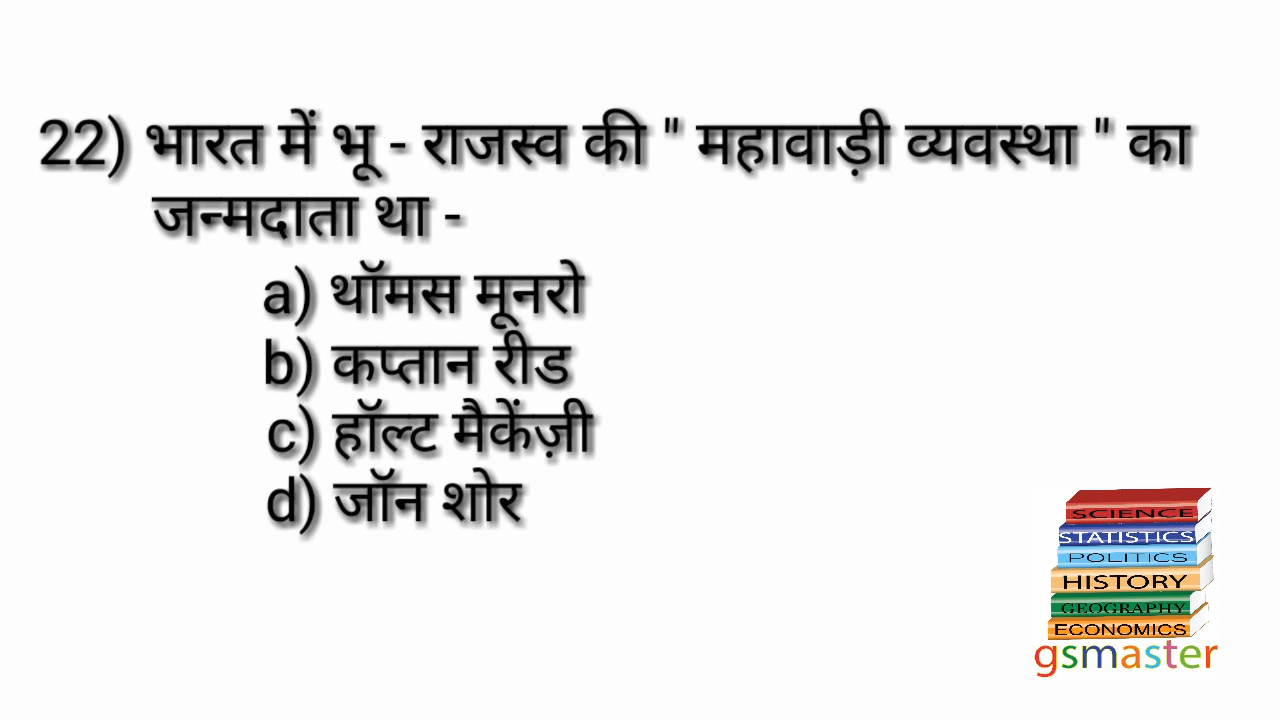 22) भारत में भू - राजस्व की " महावाड़ी व्यवस्था " का
जन्मदाता था -
a) थॉमस मूनरो
b) कप्तान रीड
c) हॉल्ट मैकेंज़ी
d) जॉन शोर
SCIENCE
STATISTICS
POLITICS
HISTORY
GEOGRAPHY
ECONOMICS
gsmaster